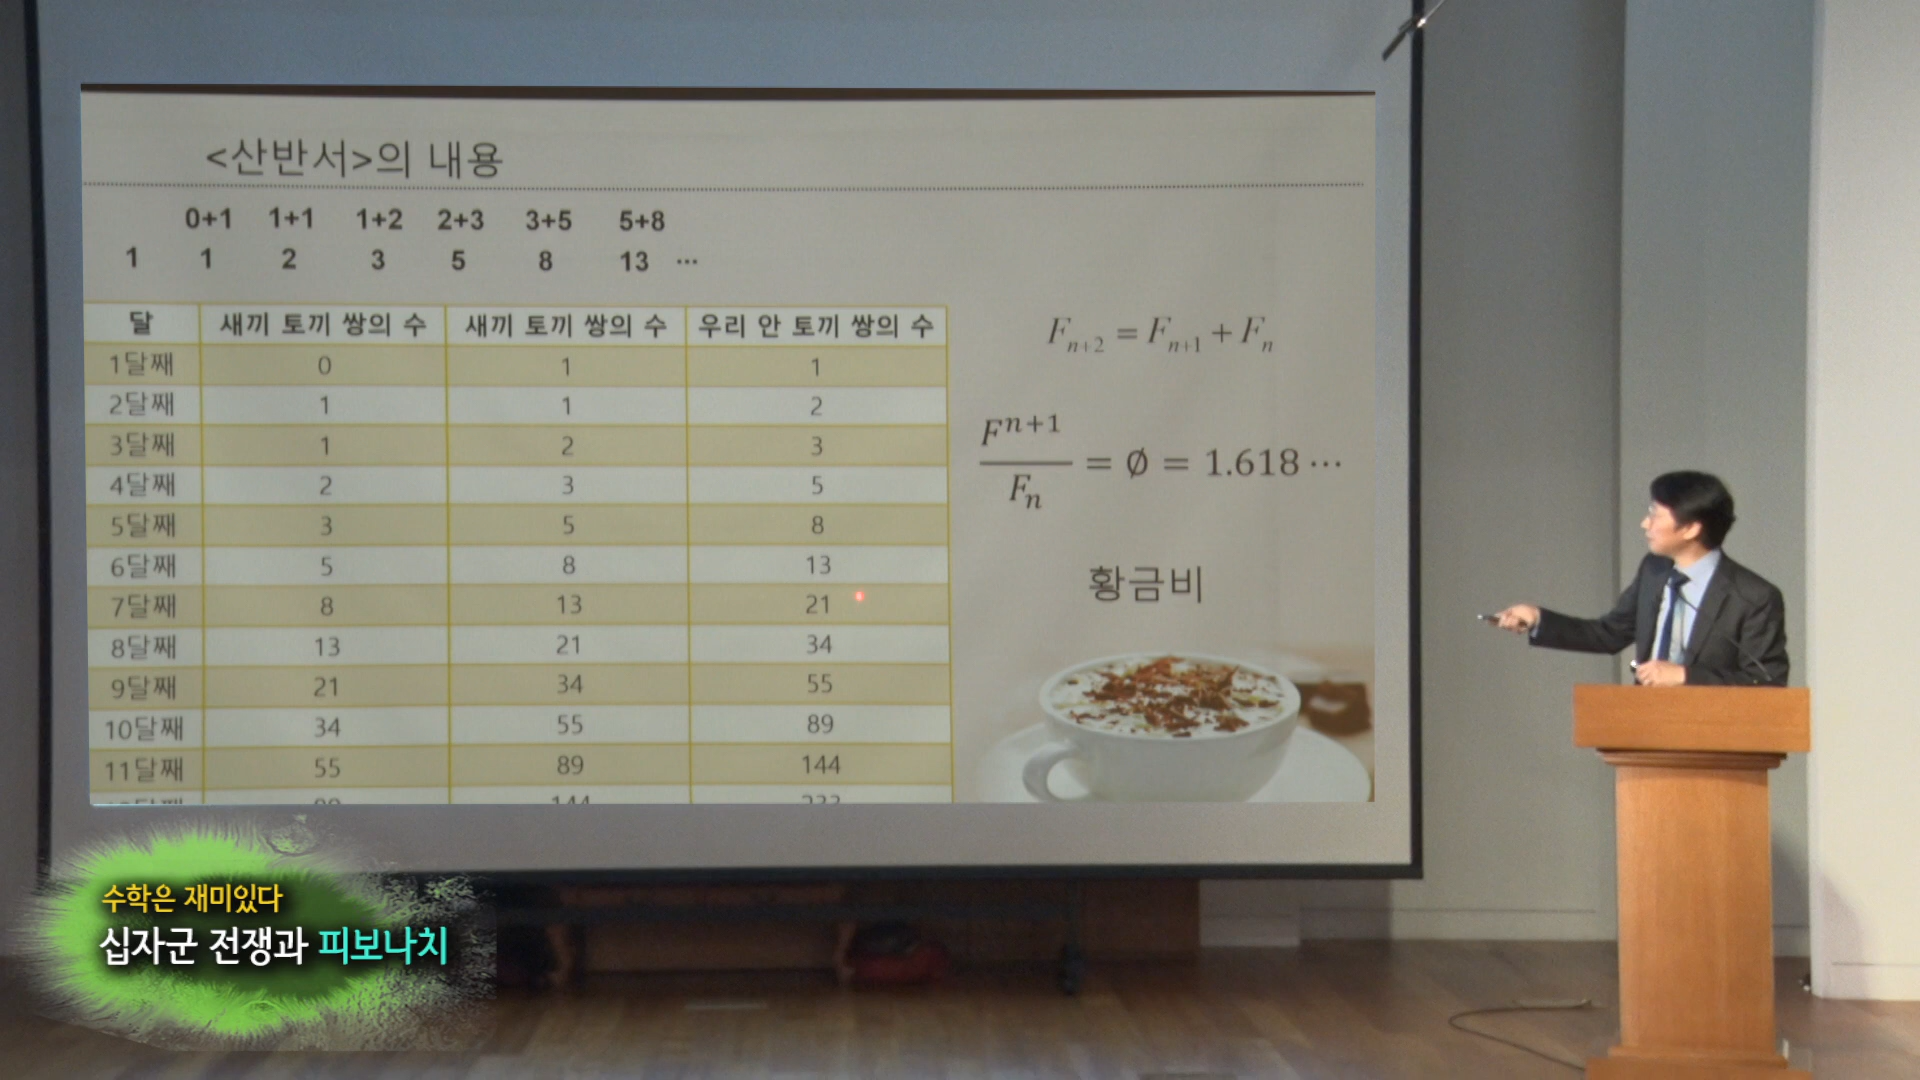 <산반서>의 내용
0+1 1+1 1+2 2+3 3+5 5+8
1 1 2 3 5 8 13 ···
달 새끼 토끼 쌍의 수 새끼 토끼 쌍의 수 우리 안 토끼 쌍의 수
1달째 0 1 1
2달째 1 1 2
3달째 1 2 3
4달째 2 3 5
5달째 3 5 8
6달째 5 8 13
7달째 8 13 21
8달째 13 21 34
9달째 21 34 55
10달째 34 55 89
11달째 55 89 144
Fn+2 = Fn+1 + Fn
F^n+1 / Fn = ∅ = 1.618 ···
황금비
수학은 재미있다
십자군 전쟁과 피보나치